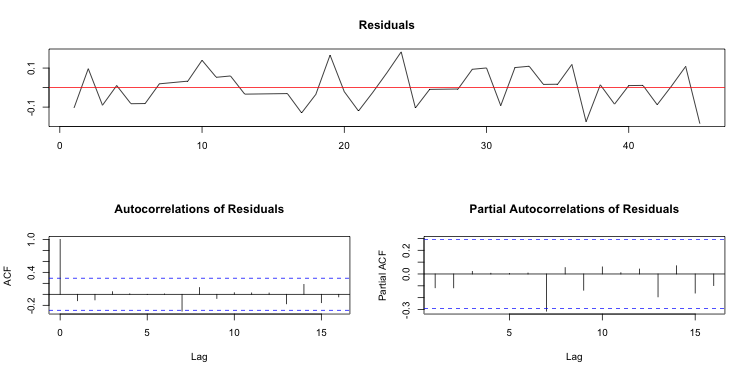 Residuals
0.1
-0.1
0 10 20 30 40
Autocorrelations of Residuals
Partial Autocorrelations of Residuals
ACF
1.0
0.4
-0.2
0 5 10 15
Lag
Partial ACF
0.2
0.0
-0.3
5 10 15
Lag